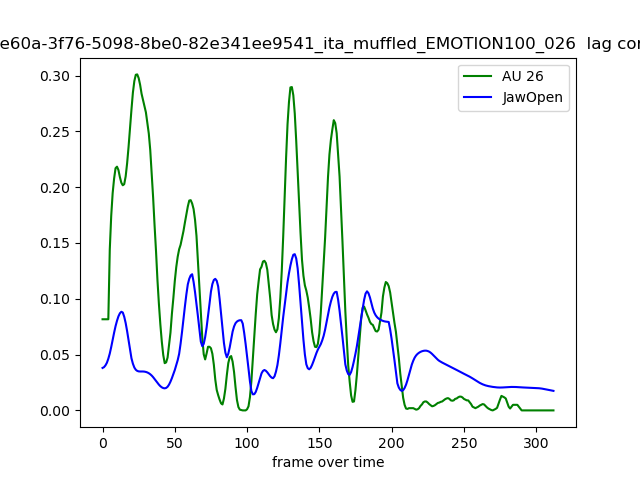 e60a-3f76-5098-8be0-82e341ee9541_ita_muffled_EMOTION100_026 lag
AU 26
JawOpen
0.30
0.25
0.20
0.15
0.10
0.05
0.00
0 50 100 150 200 250 300
frame over time